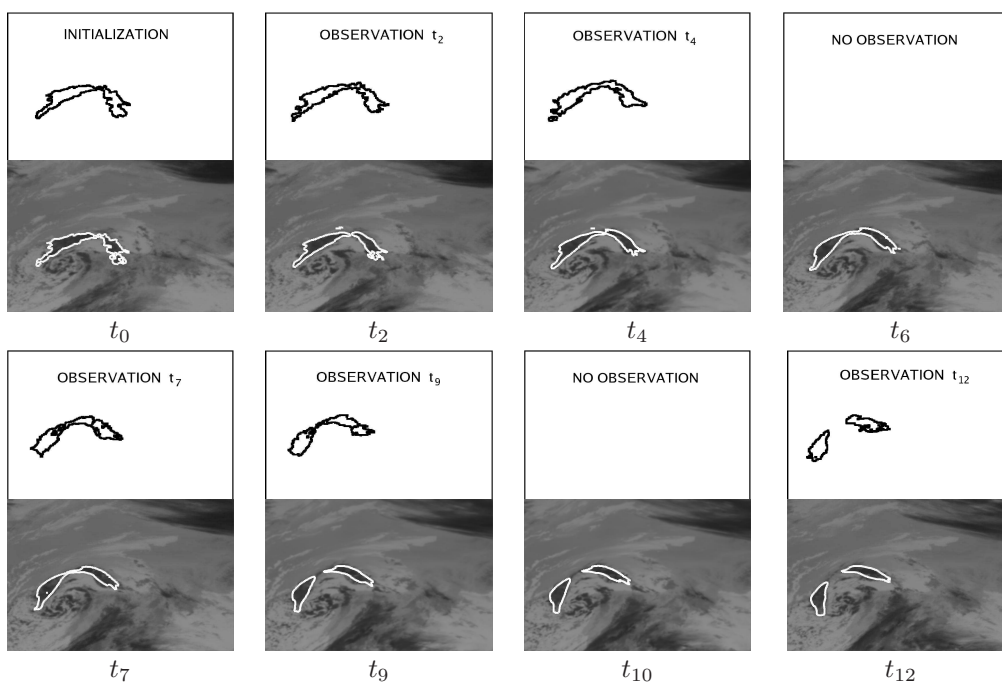 INITIALIZATION
OBSERVATION t₂
OBSERVATION t₄
NO OBSERVATION
t₀
t₂
t₄
t₆
OBSERVATION t₇
OBSERVATION t₉
NO OBSERVATION
OBSERVATION t₁₂
t₇
t₉
t₁₀
t₁₂